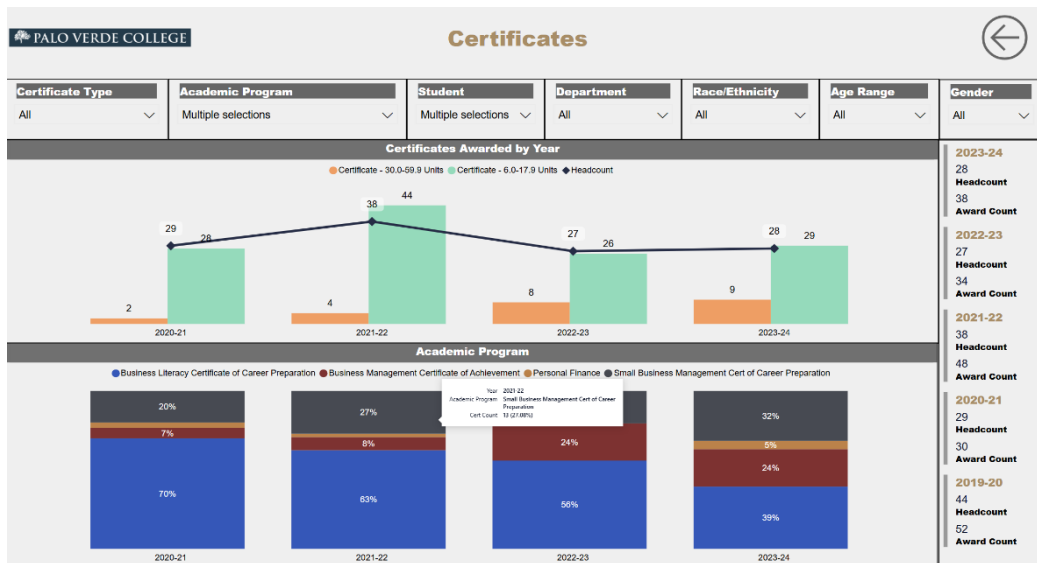 PALO VERDE COLLEGE
Certificates
Certificate Type
All
Academic Program
Multiple selections
Student
Multiple selections
Department
All
Race/Ethnicity
All
Age Range
All
Gender
All
Certificates Awarded by Year
Certificate - 30.0-59.9 Units Certificate - 6.0-17.9 Units Headcount
29
28
2
38
44
4
27
26
8
28
29
9
2020-21
2021-22
2022-23
2023-24
Academic Program
Business Literacy Certificate of Career Preparation Business Management Certificate of Achievement Personal Finance Small Business Management Cert of Career Preparation
Year 2021-22
Academic Program Small Business Management Cert of Career
Preparation
Cert Count 13 (27.08%)
20%
7%
70%
27%
8%
63%
24%
56%
32%
5%
24%
39%
2020-21
2021-22
2022-23
2023-24
2023-24
28
Headcount
38
Award Count
2022-23
27
Headcount
34
Award Count
2021-22
38
Headcount
48
Award Count
2020-21
29
Headcount
30
Award Count
2019-20
44
Headcount
52
Award Count